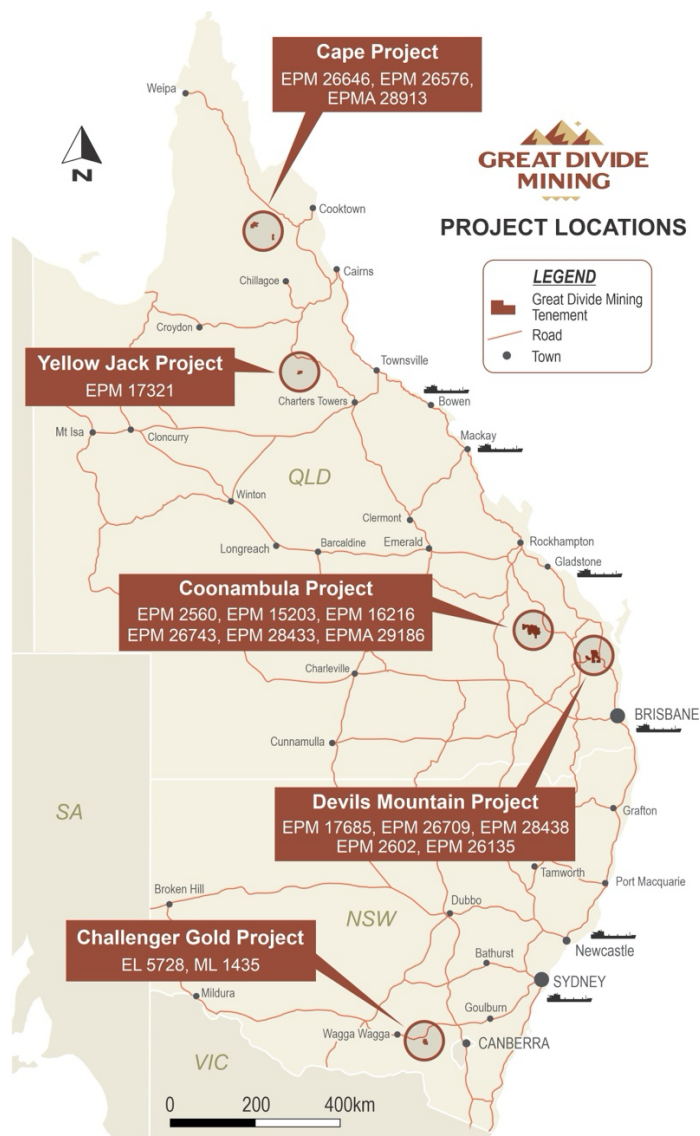 Cape Project
EPM 26646, EPM 26576,
EPMA 28913
Weipa
N
GREAT DIVIDE
MINING
PROJECT LOCATIONS
Cooktown
LEGEND
Great Divide Mining
Tenement
Road
Town
Cairns
Chillagoe
Croydon
Yellow Jack Project
EPM 17321
Townsville
Charters Towers
Bowen
Mt Isa
Cloncurry
Mackay
QLD
Winton
Clermont
Longreach
Barcaldine
Emerald
Rockhampton
Gladstone
Coonambula Project
EPM 2560, EPM 15203, EPM 16216
EPM 26743, EPM 28433, EPMA 29186
Charleville
BRISBANE
Cunnamulla
Devils Mountain Project
EPM 17685, EPM 26709, EPM 28438
EPM 2602, EPM 26135
SA
Grafton
Tamworth
Port Macquarie
Broken Hill
Dubbo
NSW
Challenger Gold Project
EL 5728, ML 1435
Newcastle
Bathurst
SYDNEY
Mildura
Goulburn
Wagga Wagga
CANBERRA
VIC
0 200 400km